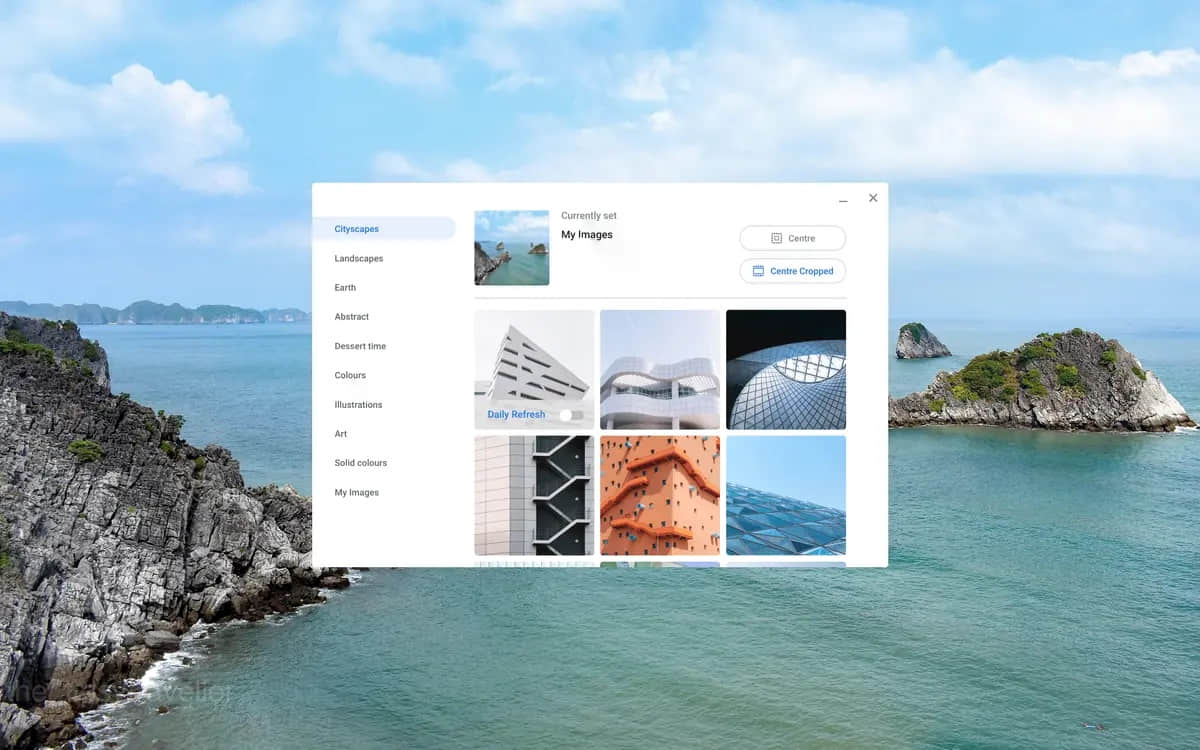 Cityscapes
Landscapes
Earth
Abstract
Dessert time
Colours
Illustrations
Art
Solid colours
My Images
Currently set
My Images
Centre
Centre Cropped
Daily Refresh